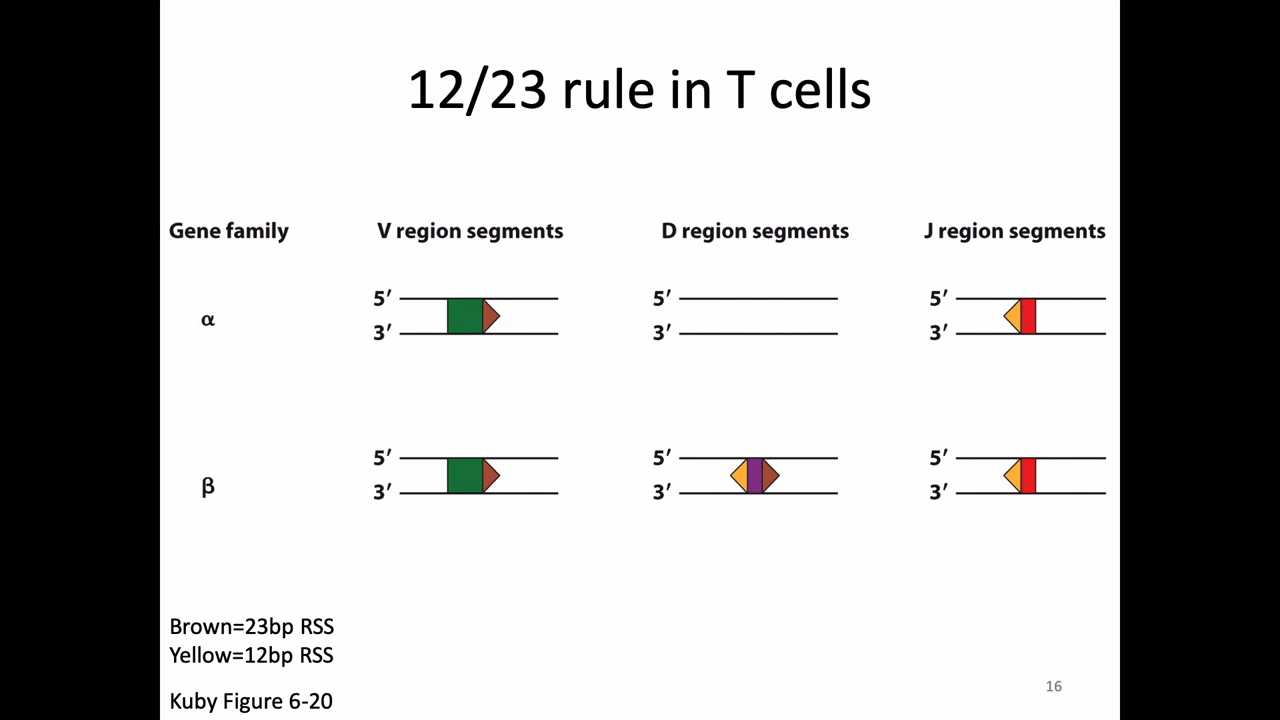 12/23 rule in T cells
Gene family V region segments D region segments J region segments
5′ 5′ 5′
α
3′ 3′ 3′
5′ 5′ 5′
β
3′ 3′ 3′
Brown=23bp RSS
Yellow=12bp RSS
Kuby Figure 6-20
16